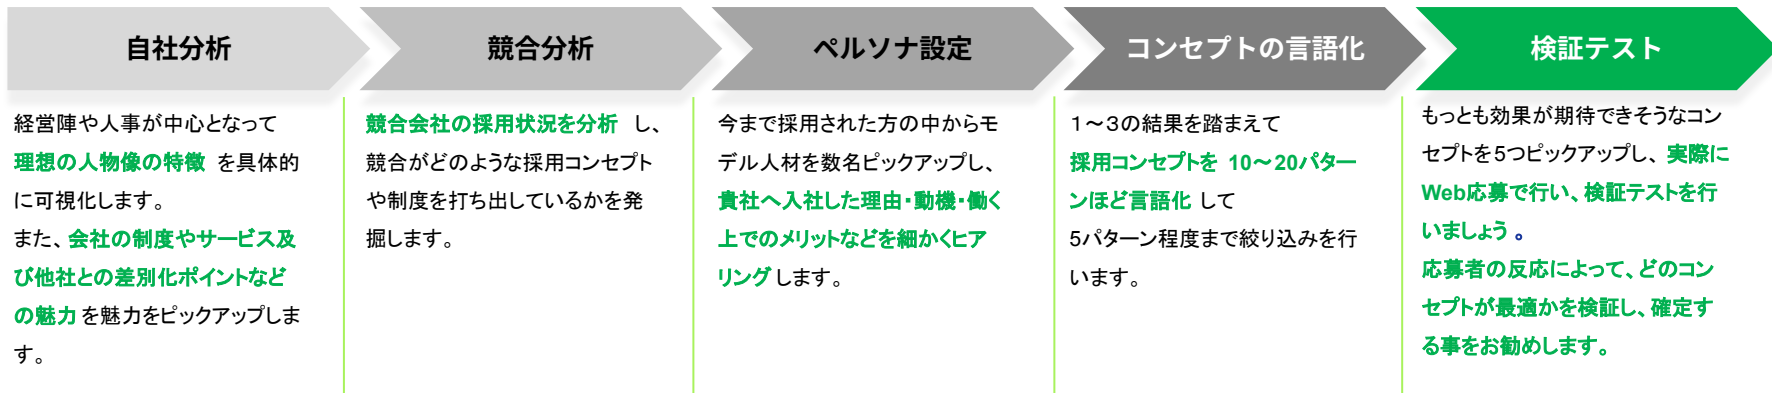 自社分析
経営陣や人事が中心となって
理想の人物像の特徴 を具体的
に可視化します。
また、会社の制度やサービス及
び他社との差別化ポイントなど
の魅力を魅力をピックアップしま
す。
競合分析
競合会社の採用状況を分析 し、
競合がどのような採用コンセプト
や制度を打ち出しているかを発
掘します。
ペルソナ設定
今まで採用された方の中からモ
デル人材を数名ピックアップし、
貴社へ入社した理由・動機・働く
上でのメリットなどを細かくヒア
リングします。
コンセプトの言語化
1～3の結果を踏まえて
採用コンセプトを 10～20パター
ンほど言語化 して
5パターン程度まで絞り込みを行
います。
検証テスト
もっとも効果が期待できそうなコン
セプトを5つピックアップし、実際に
Web応募で行い、検証テストを行
いましょう 。
応募者の反応によって、どのコン
セプトが最適かを検証し、確定す
る事をお勧めします。